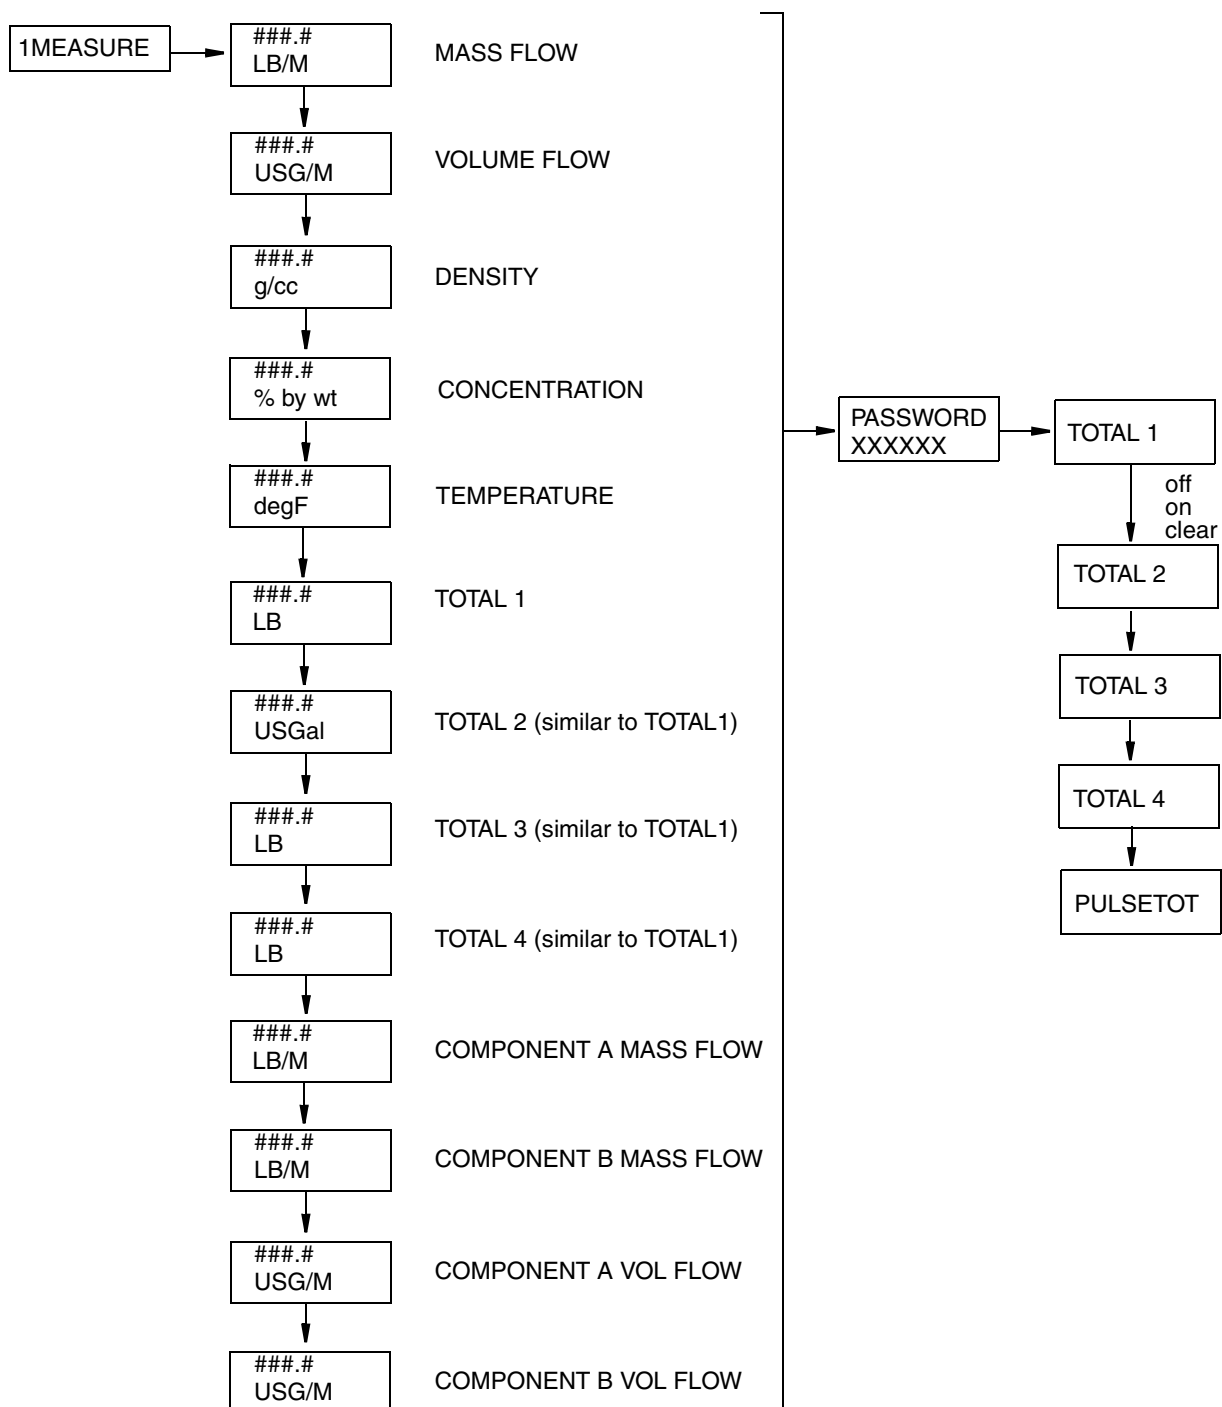 1MEASURE
###.#
LB/M
MASS FLOW
###.#
USG/M
VOLUME FLOW
###.#
g/cc
DENSITY
###.#
% by wt
CONCENTRATION
###.#
degF
TEMPERATURE
###.#
LB
TOTAL 1
###.#
USGal
TOTAL 2 (similar to TOTAL1)
###.#
LB
TOTAL 3 (similar to TOTAL1)
###.#
LB
TOTAL 4 (similar to TOTAL1)
###.#
LB/M
COMPONENT A MASS FLOW
###.#
LB/M
COMPONENT B MASS FLOW
###.#
USG/M
COMPONENT A VOL FLOW
###.#
USG/M
COMPONENT B VOL FLOW
PASSWORD
XXXXXX
TOTAL 1
off
on
clear
TOTAL 2
TOTAL 3
TOTAL 4
PULSETOT